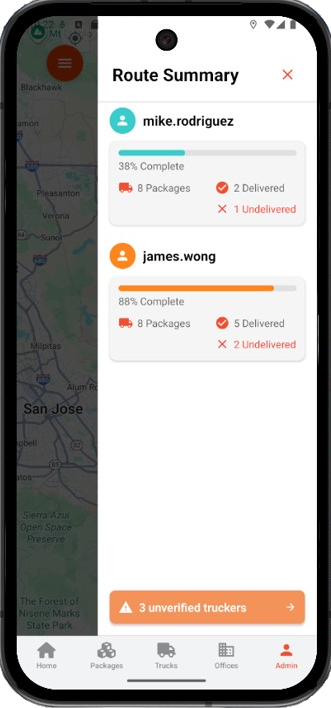 Route Summary
mike.rodriguez
38% Complete
8 Packages
2 Delivered
1 Undelivered
james.wong
88% Complete
8 Packages
5 Delivered
2 Undelivered
3 unverified truckers
Blackhawk
Pleasanton
Verona
Sunol
Milpitas
Alum
San Jose
Sierra Azul
Open Space
Preserve
The Forest of
Nisene Marks
State Park
Home
Packages
Trucks
Offices
Admin